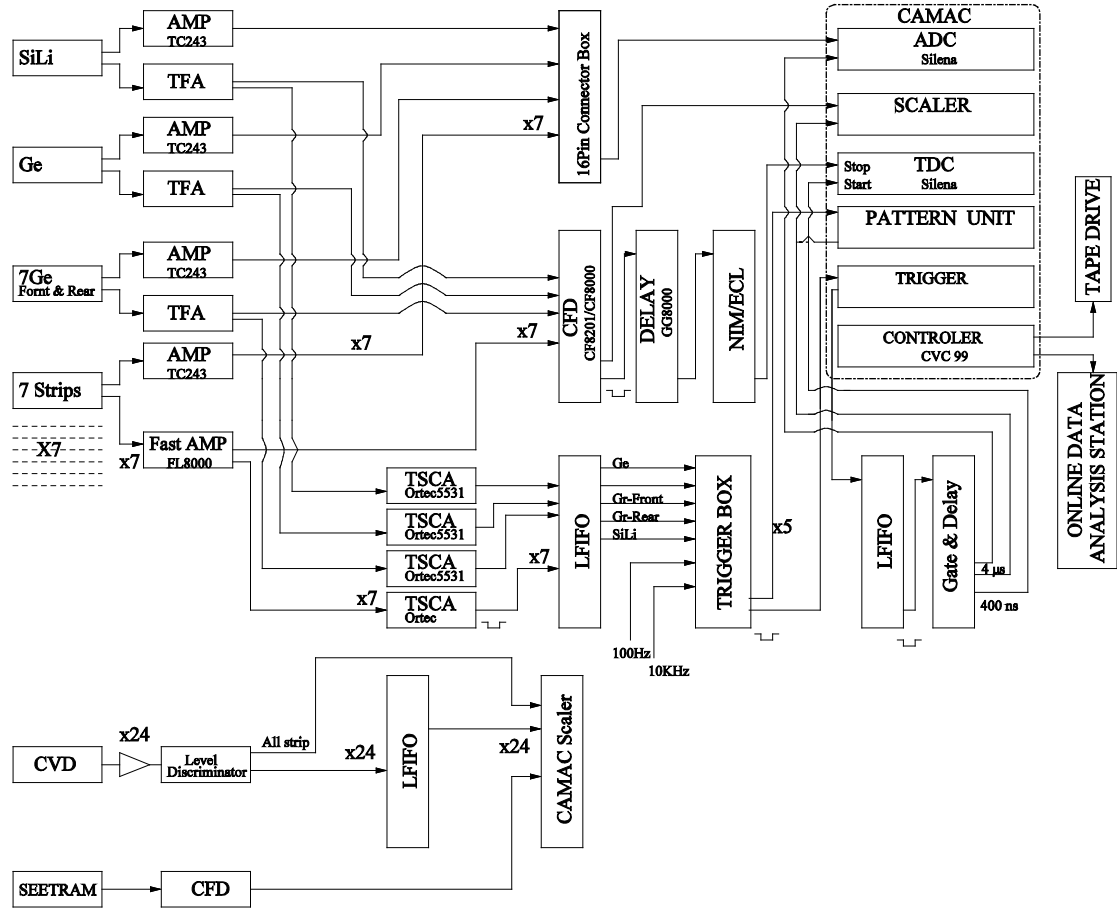 SiLi
AMP
TC243
TFA
Ge
AMP
TC243
TFA
7Ge
Fornt & Rear
AMP
TC243
TFA
7 Strips
AMP
TC243
X7
x7
Fast AMP
FL8000
x7
x7
16Pin Connector Box
x7
CFD
CF8201/CF8000
DELAY
GG8000
NIM/ECL
CAMAC
ADC
Silena
SCALER
Stop
TDC
Start
Silena
PATTERN UNIT
TRIGGER
CONTROLER
CVC 99
TAPE DRIVE
ONLINE DATA
ANALYSIS STATION
TSCA
Ortec5531
TSCA
Ortec5531
TSCA
Ortec5531
x7
TSCA
Ortec
x7
LFIFO
Ge
Gr-Front
Gr-Rear
SiLi
TRIGGER BOX
x5
100Hz
10KHz
LFIFO
Gate & Delay
4 μs
400 ns
CVD
x24
Level
Discriminator
All strip
x24
LFIFO
x24
CAMAC Scaler
SEETRAM
CFD